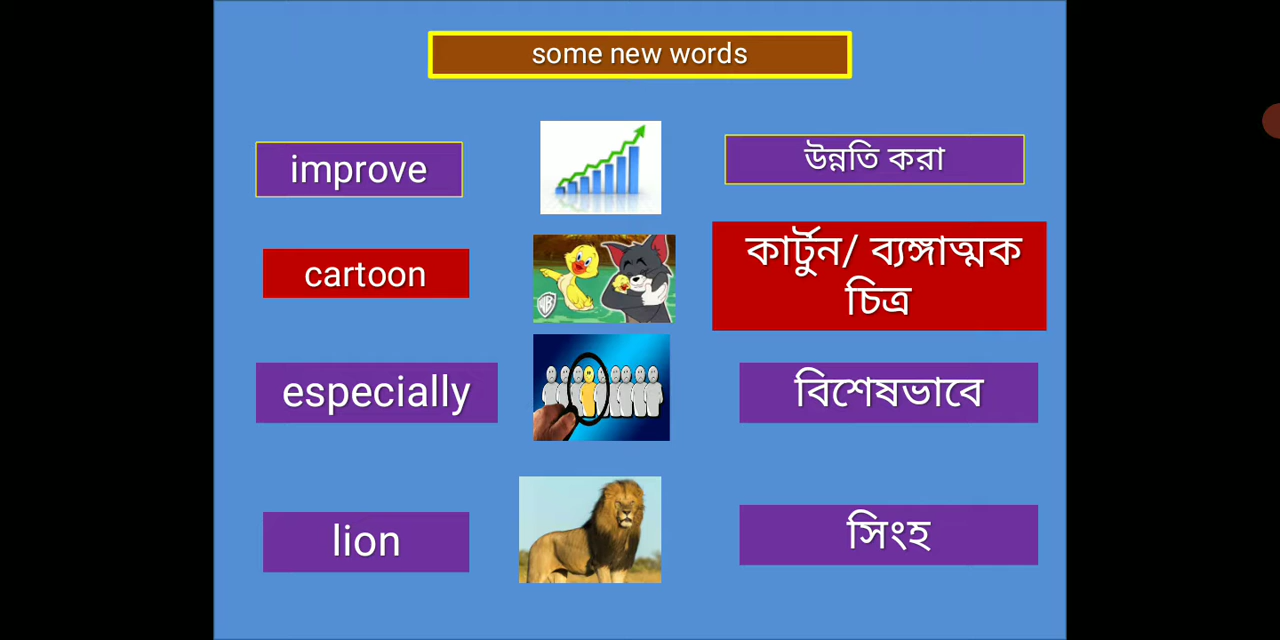 some new words
improve
উন্নতি করা
cartoon
কার্টুন/ ব্যঙ্গাত্মক
চিত্র
especially
বিশেষভাবে
lion
সিংহ